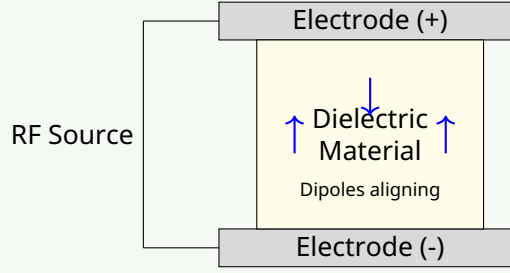 Electrode (+)
RF Source
Dielectric
Material
Dipoles aligning
Electrode (-)